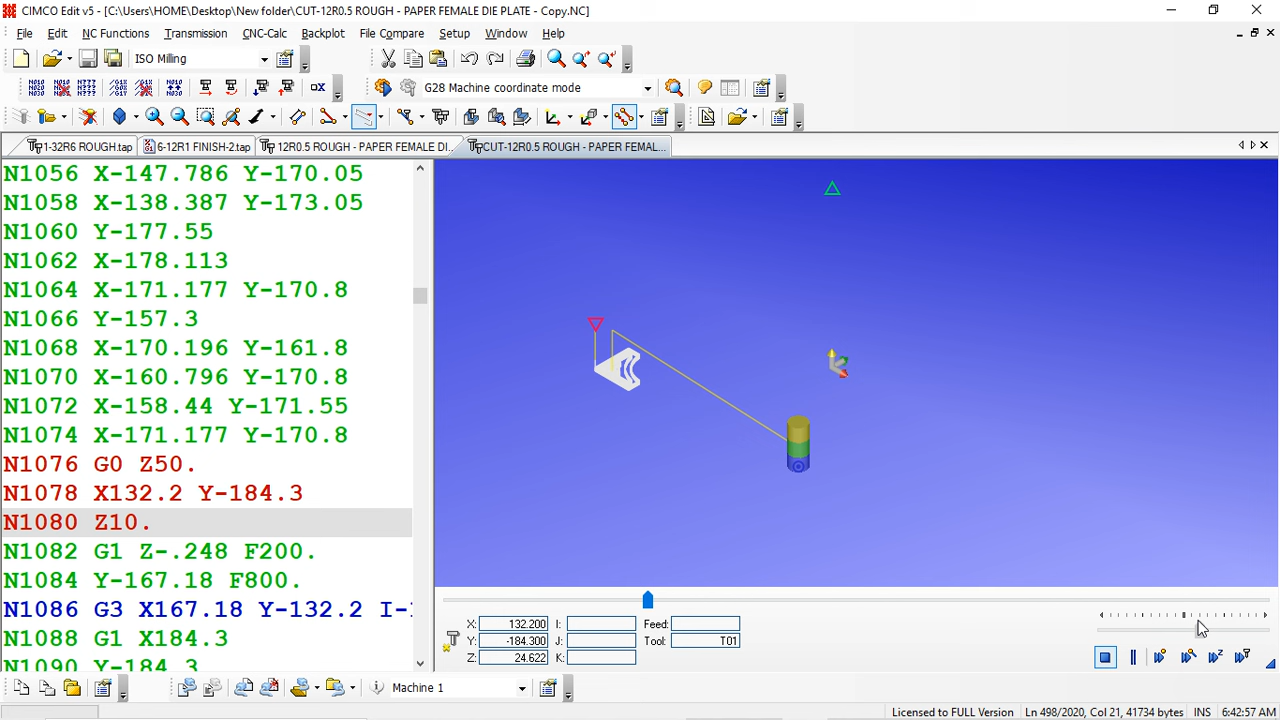 CIMCO Edit v5 - [C:\Users\HOME\Desktop\New folder\CUT-12R0.5 ROUGH - PAPER FEMALE DIE PLATE - Copy.NC]
File Edit NC Functions Transmission CNC-Calc Backplot File Compare Setup Window Help
ISO Milling
G28 Machine coordinate mode
1-32R6 ROUGH.tap 6-12R1 FINISH-2.tap 12R0.5 ROUGH - PAPER FEMALE DI... CUT-12R0.5 ROUGH - PAPER FEMAL...
N1056 X-147.786 Y-170.05
N1058 X-138.387 Y-173.05
N1060 Y-177.55
N1062 X-178.113
N1064 X-171.177 Y-170.8
N1066 Y-157.3
N1068 X-170.196 Y-161.8
N1070 X-160.796 Y-170.8
N1072 X-158.44 Y-171.55
N1074 X-171.177 Y-170.8
N1076 G0 Z50.
N1078 X132.2 Y-184.3
N1080 Z10.
N1082 G1 Z-.248 F200.
N1084 Y-167.18 F800.
N1086 G3 X167.18 Y-132.2 I-
N1088 G1 X184.3
N1090 Y-184.3
X: 132.200 I: Feed:
Y: -184.300 J: Tool: T01
Z: 24.622 K:
Machine 1
Licensed to FULL Version Ln 498/2020, Col 21, 41734 bytes INS 6:42:57 AM